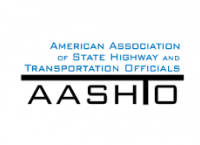 American Association
of State Highway and
Transportation Officials
AASHTO